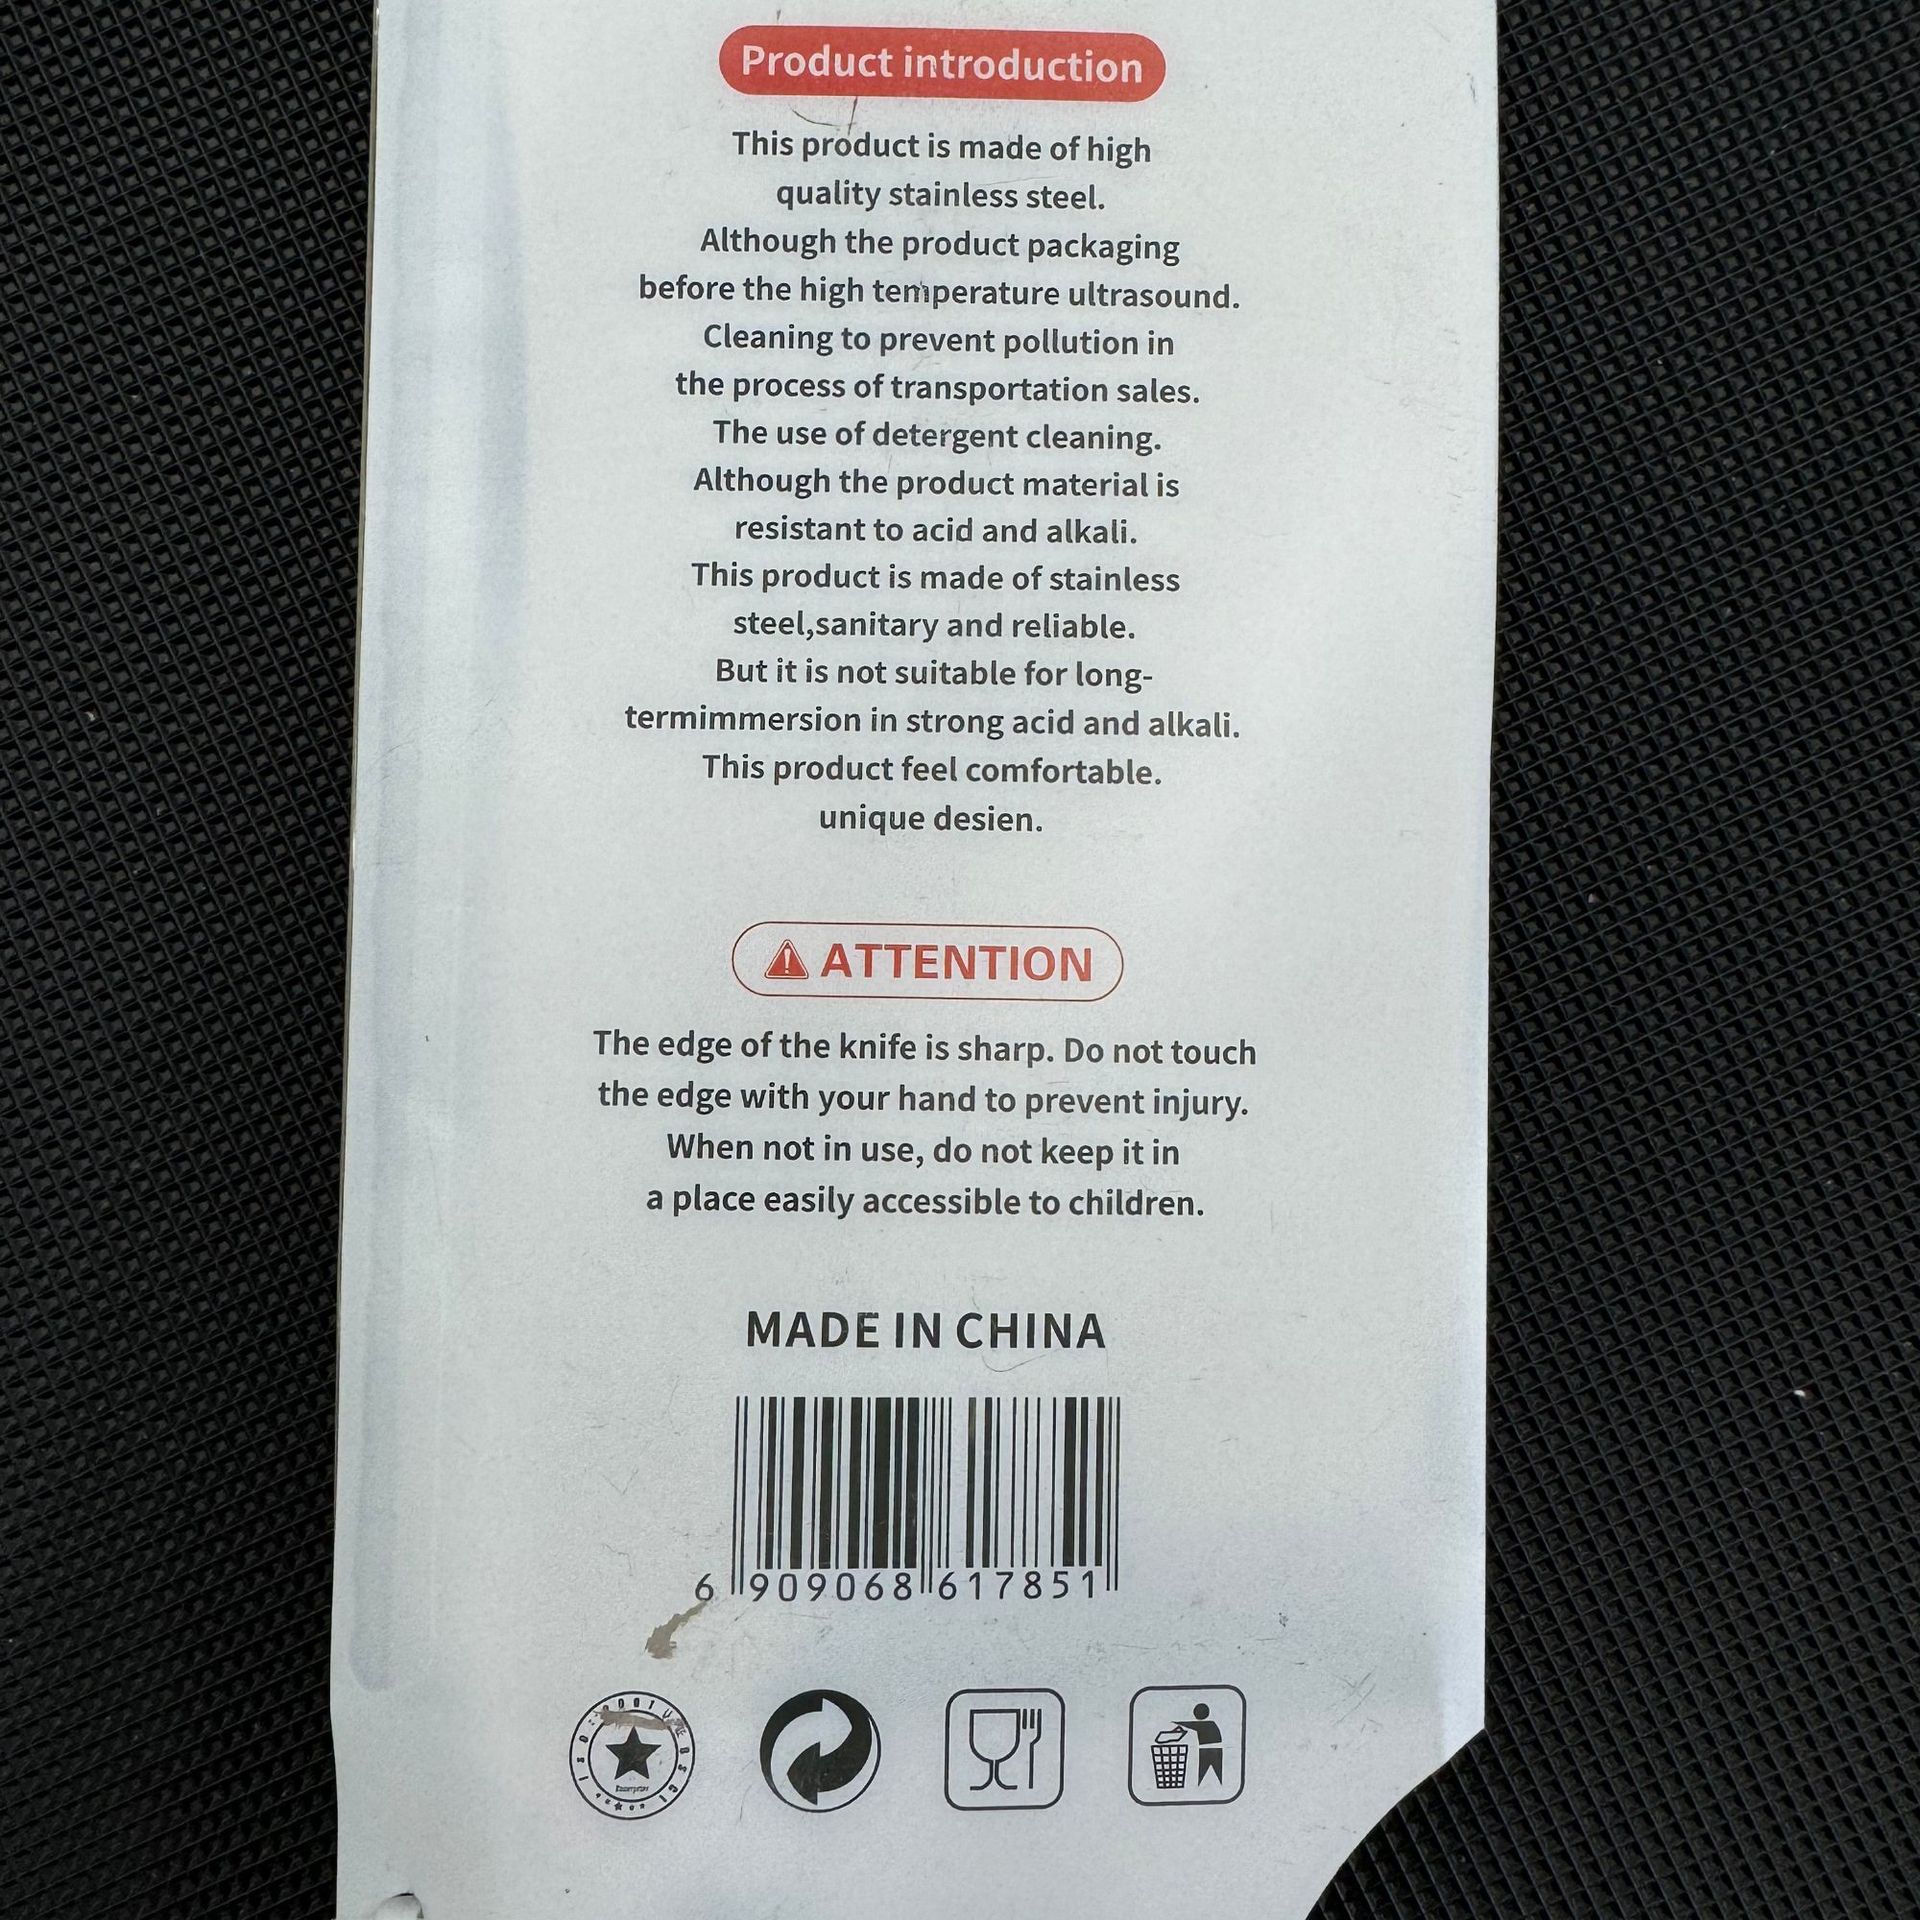 Product introduction
This product is made of high
quality stainless steel.
Although the product packaging
before the high temperature ultrasound.
Cleaning to prevent pollution in
the process of transportation sales.
The use of detergent cleaning.
Although the product material is
resistant to acid and alkali.
This product is made of stainless
steel,sanitary and reliable.
But it is not suitable for long-
termimmersion in strong acid and alkali.
This product feel comfortable.
unique desien.
ATTENTION
The edge of the knife is sharp. Do not touch
the edge with your hand to prevent injury.
When not in use, do not keep it in
a place easily accessible to children.
MADE IN CHINA
6 909068 617851